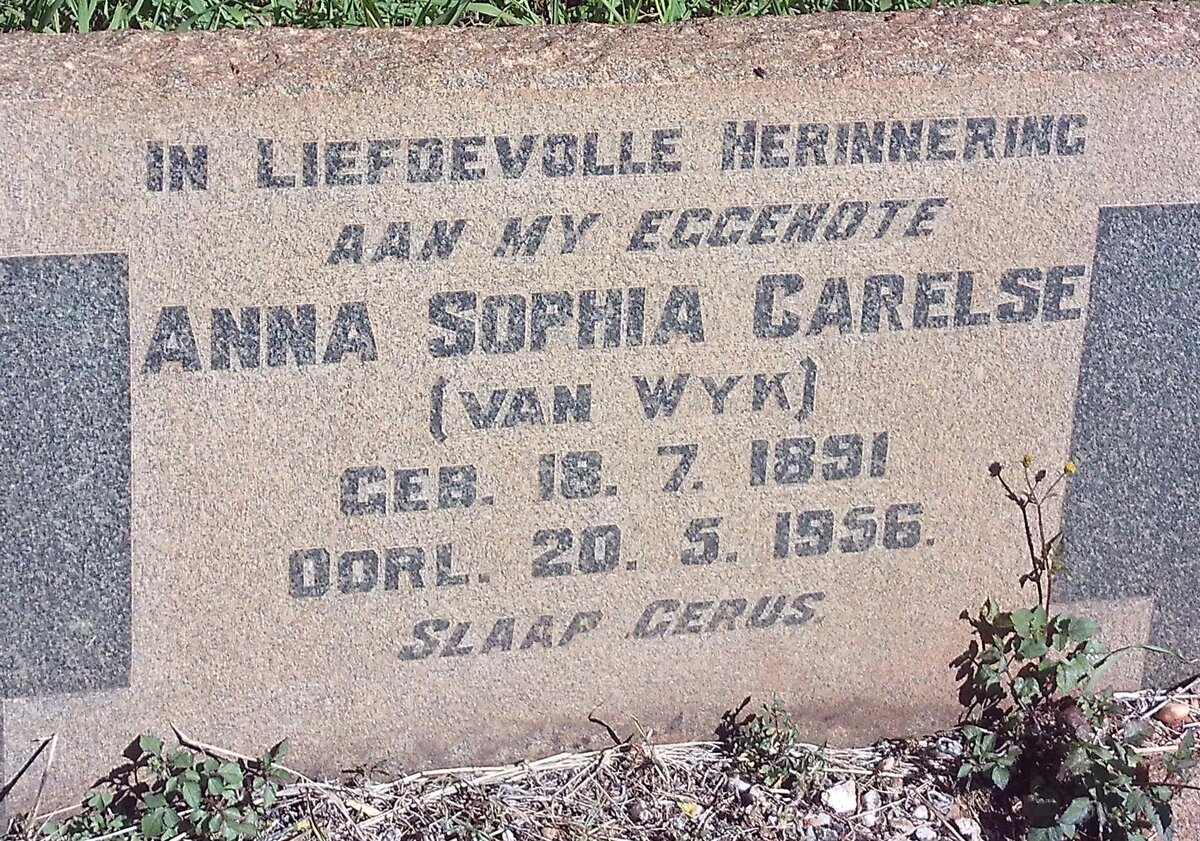 IN LIEFDEVOLLE HERINNERING
AAN MY EGGENOTE
ANNA SOPHIA CARELSE
(VAN WYK)
GEB. 18. 7. 1891
OORL. 20. 5. 1956.
SLAAP GERUS.